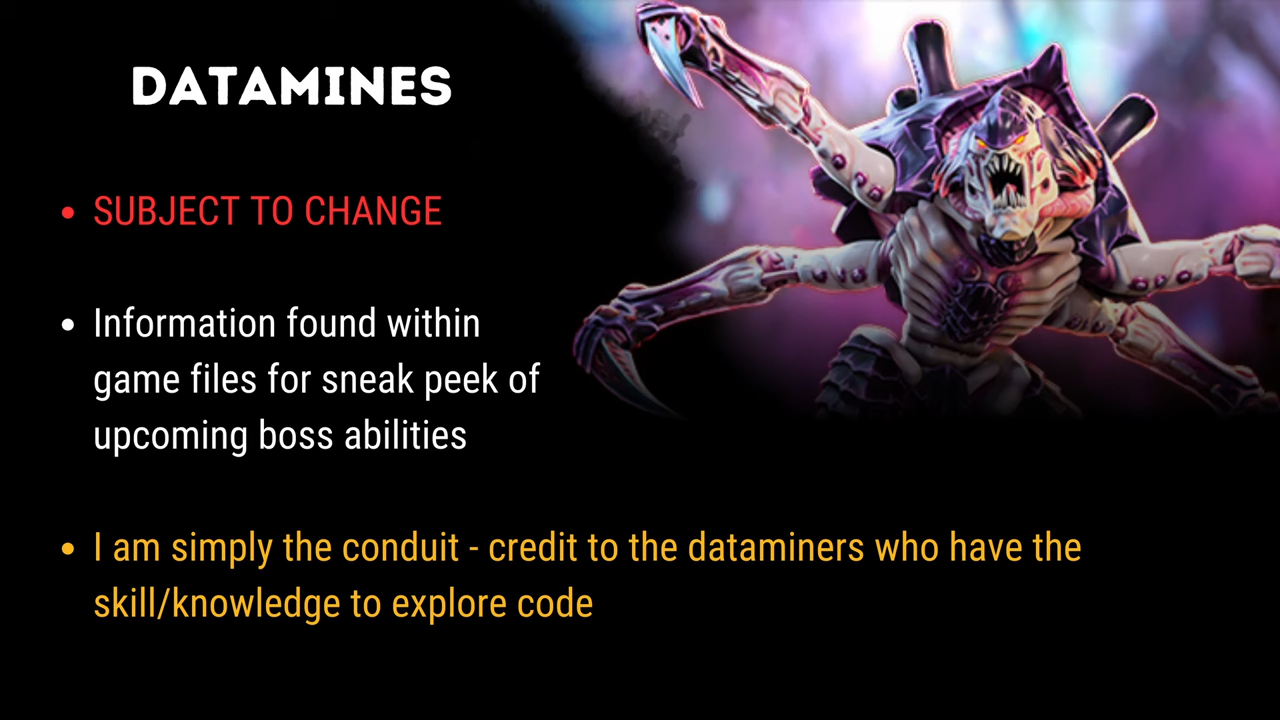 DATAMINES
• SUBJECT TO CHANGE
• Information found within
game files for sneak peek of
upcoming boss abilities
• I am simply the conduit - credit to the dataminers who have the
skill/knowledge to explore code